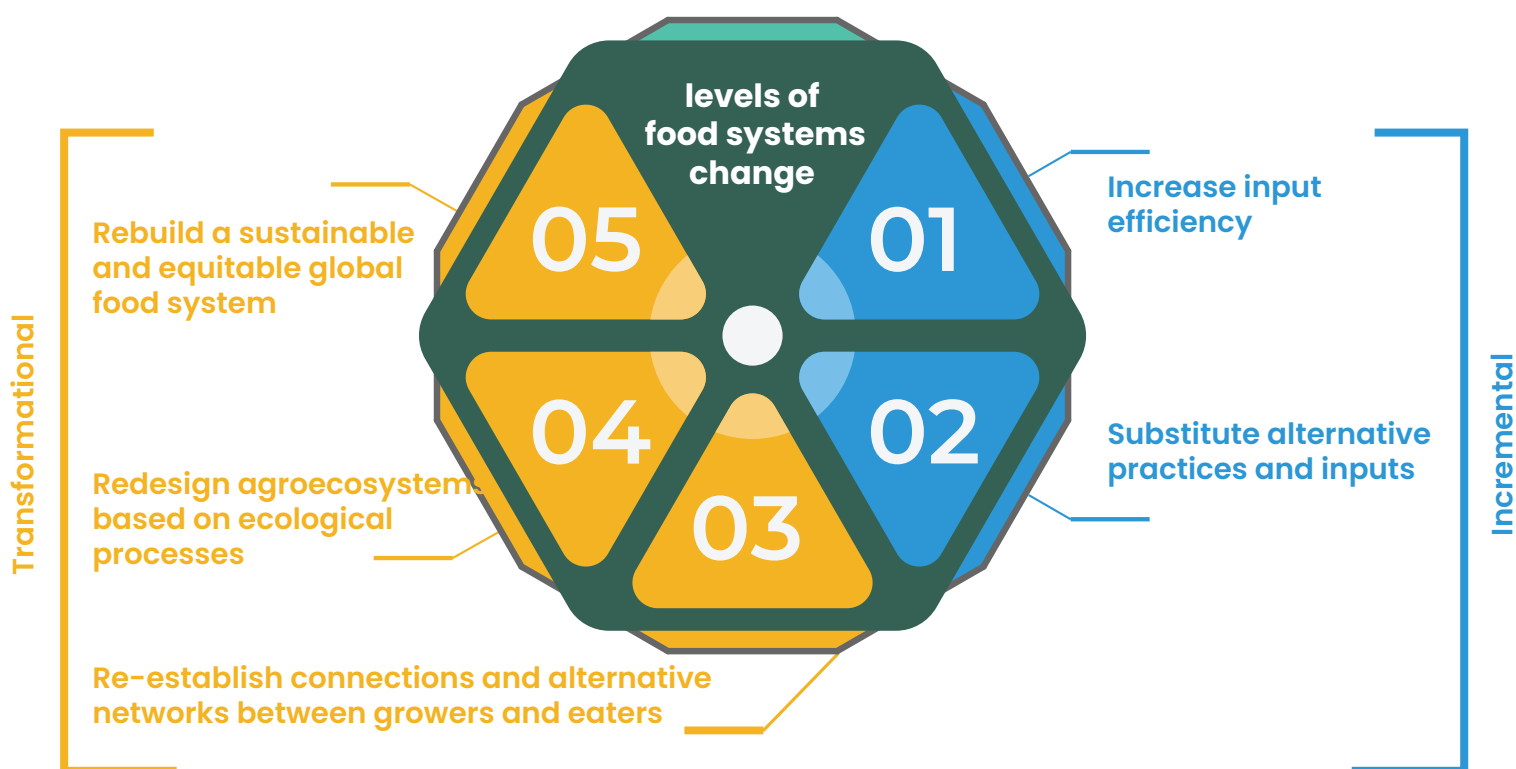 levels of
food systems
change
01
Increase input
efficiency
02
Substitute alternative
practices and inputs
Incremental
03
Re-establish connections and alternative
networks between growers and eaters
04
Redesign agroecosystems
based on ecological
processes
05
Rebuild a sustainable
and equitable global
food system
Transformational